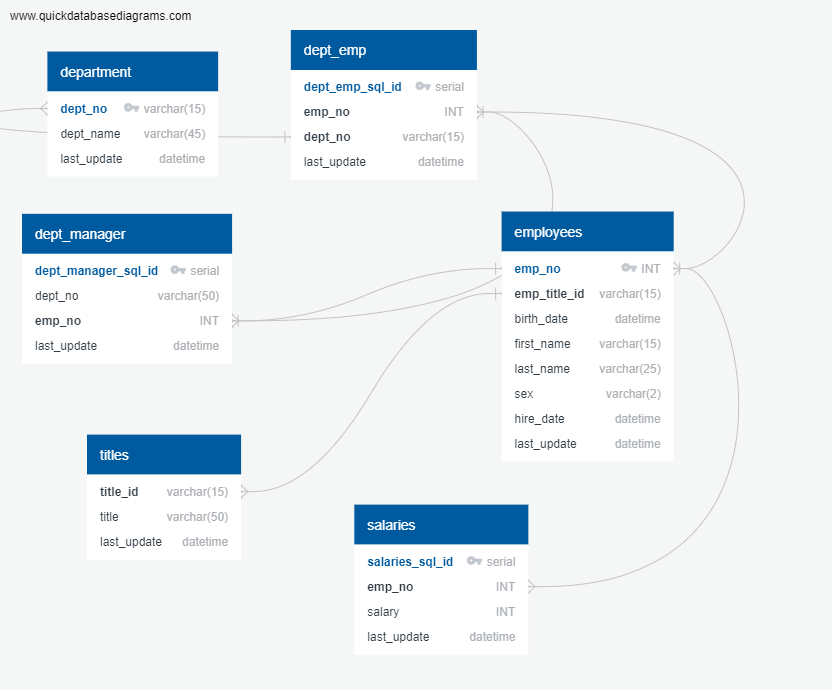 www.quickdatabasediagrams.com
department
dept_no varchar(15)
dept_name varchar(45)
last_update datetime
dept_emp
dept_emp_sql_id serial
emp_no INT
dept_no varchar(15)
last_update datetime
dept_manager
dept_manager_sql_id serial
dept_no varchar(50)
emp_no INT
last_update datetime
employees
emp_no INT
emp_title_id varchar(15)
birth_date datetime
first_name varchar(15)
last_name varchar(25)
sex varchar(2)
hire_date datetime
last_update datetime
titles
title_id varchar(15)
title varchar(50)
last_update datetime
salaries
salaries_sql_id serial
emp_no INT
salary INT
last_update datetime